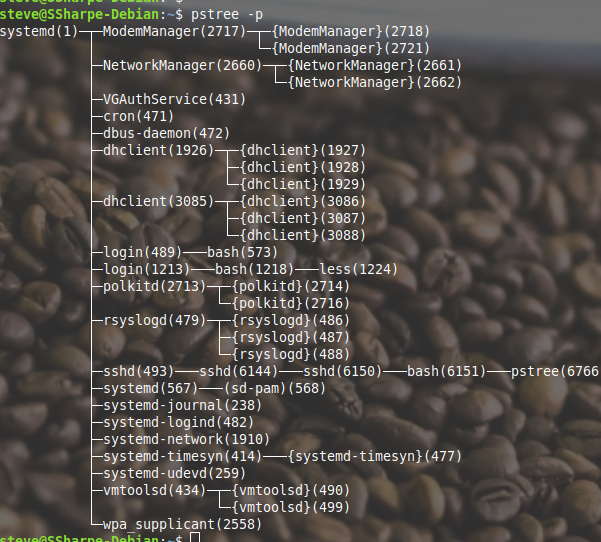 steve@SSharpe-Debian:~$ pstree -p
systemd(1)─┬─ModemManager(2717)─┬─{ModemManager}(2718)
           │                    └─{ModemManager}(2721)
           ├─NetworkManager(2660)─┬─{NetworkManager}(2661)
           │                      └─{NetworkManager}(2662)
           ├─VGAuthService(431)
           ├─cron(471)
           ├─dbus-daemon(472)
           ├─dhclient(1926)─┬─{dhclient}(1927)
           │                ├─{dhclient}(1928)
           │                └─{dhclient}(1929)
           ├─dhclient(3085)─┬─{dhclient}(3086)
           │                ├─{dhclient}(3087)
           │                └─{dhclient}(3088)
           ├─login(489)───bash(573)
           ├─login(1213)───bash(1218)───less(1224)
           ├─polkitd(2713)─┬─{polkitd}(2714)
           │               └─{polkitd}(2716)
           ├─rsyslogd(479)─┬─{rsyslogd}(486)
           │               ├─{rsyslogd}(487)
           │               └─{rsyslogd}(488)
           ├─sshd(493)───sshd(6144)───sshd(6150)───bash(6151)───pstree(6766
           ├─systemd(567)───(sd-pam)(568)
           ├─systemd-journal(238)
           ├─systemd-logind(482)
           ├─systemd-network(1910)
           ├─systemd-timesyn(414)───{systemd-timesyn}(477)
           ├─systemd-udevd(259)
           ├─vmtoolsd(434)─┬─{vmtoolsd}(490)
           │               └─{vmtoolsd}(499)
           └─wpa_supplicant(2558)
steve@SSharpe-Debian:~$